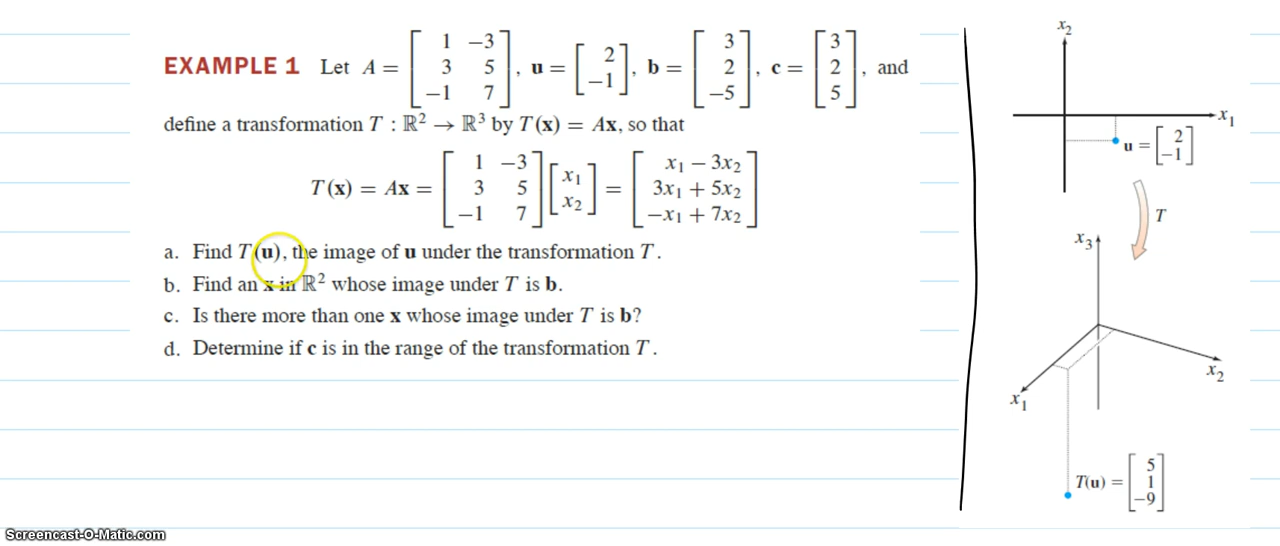 EXAMPLE 1 Let A = [ 1 −3 ; 3 5 ; −1 7 ], u = [ 2 ; −1 ], b = [ 3 ; 2 ; −5 ], c = [ 3 ; 2 ; 5 ], and
define a transformation T : ℝ² → ℝ³ by T(x) = Ax, so that
T(x) = Ax = [ 1 −3 ; 3 5 ; −1 7 ] [ x₁ ; x₂ ] = [ x₁ − 3x₂ ; 3x₁ + 5x₂ ; −x₁ + 7x₂ ]
a. Find T(u), the image of u under the transformation T.
b. Find an x in ℝ² whose image under T is b.
c. Is there more than one x whose image under T is b?
d. Determine if c is in the range of the transformation T.
x₂
x₁
u = [ 2 ; −1 ]
T
x₃
x₂
x₁
T(u) = [ 5 ; 1 ; −9 ]
Screencast-O-Matic.com